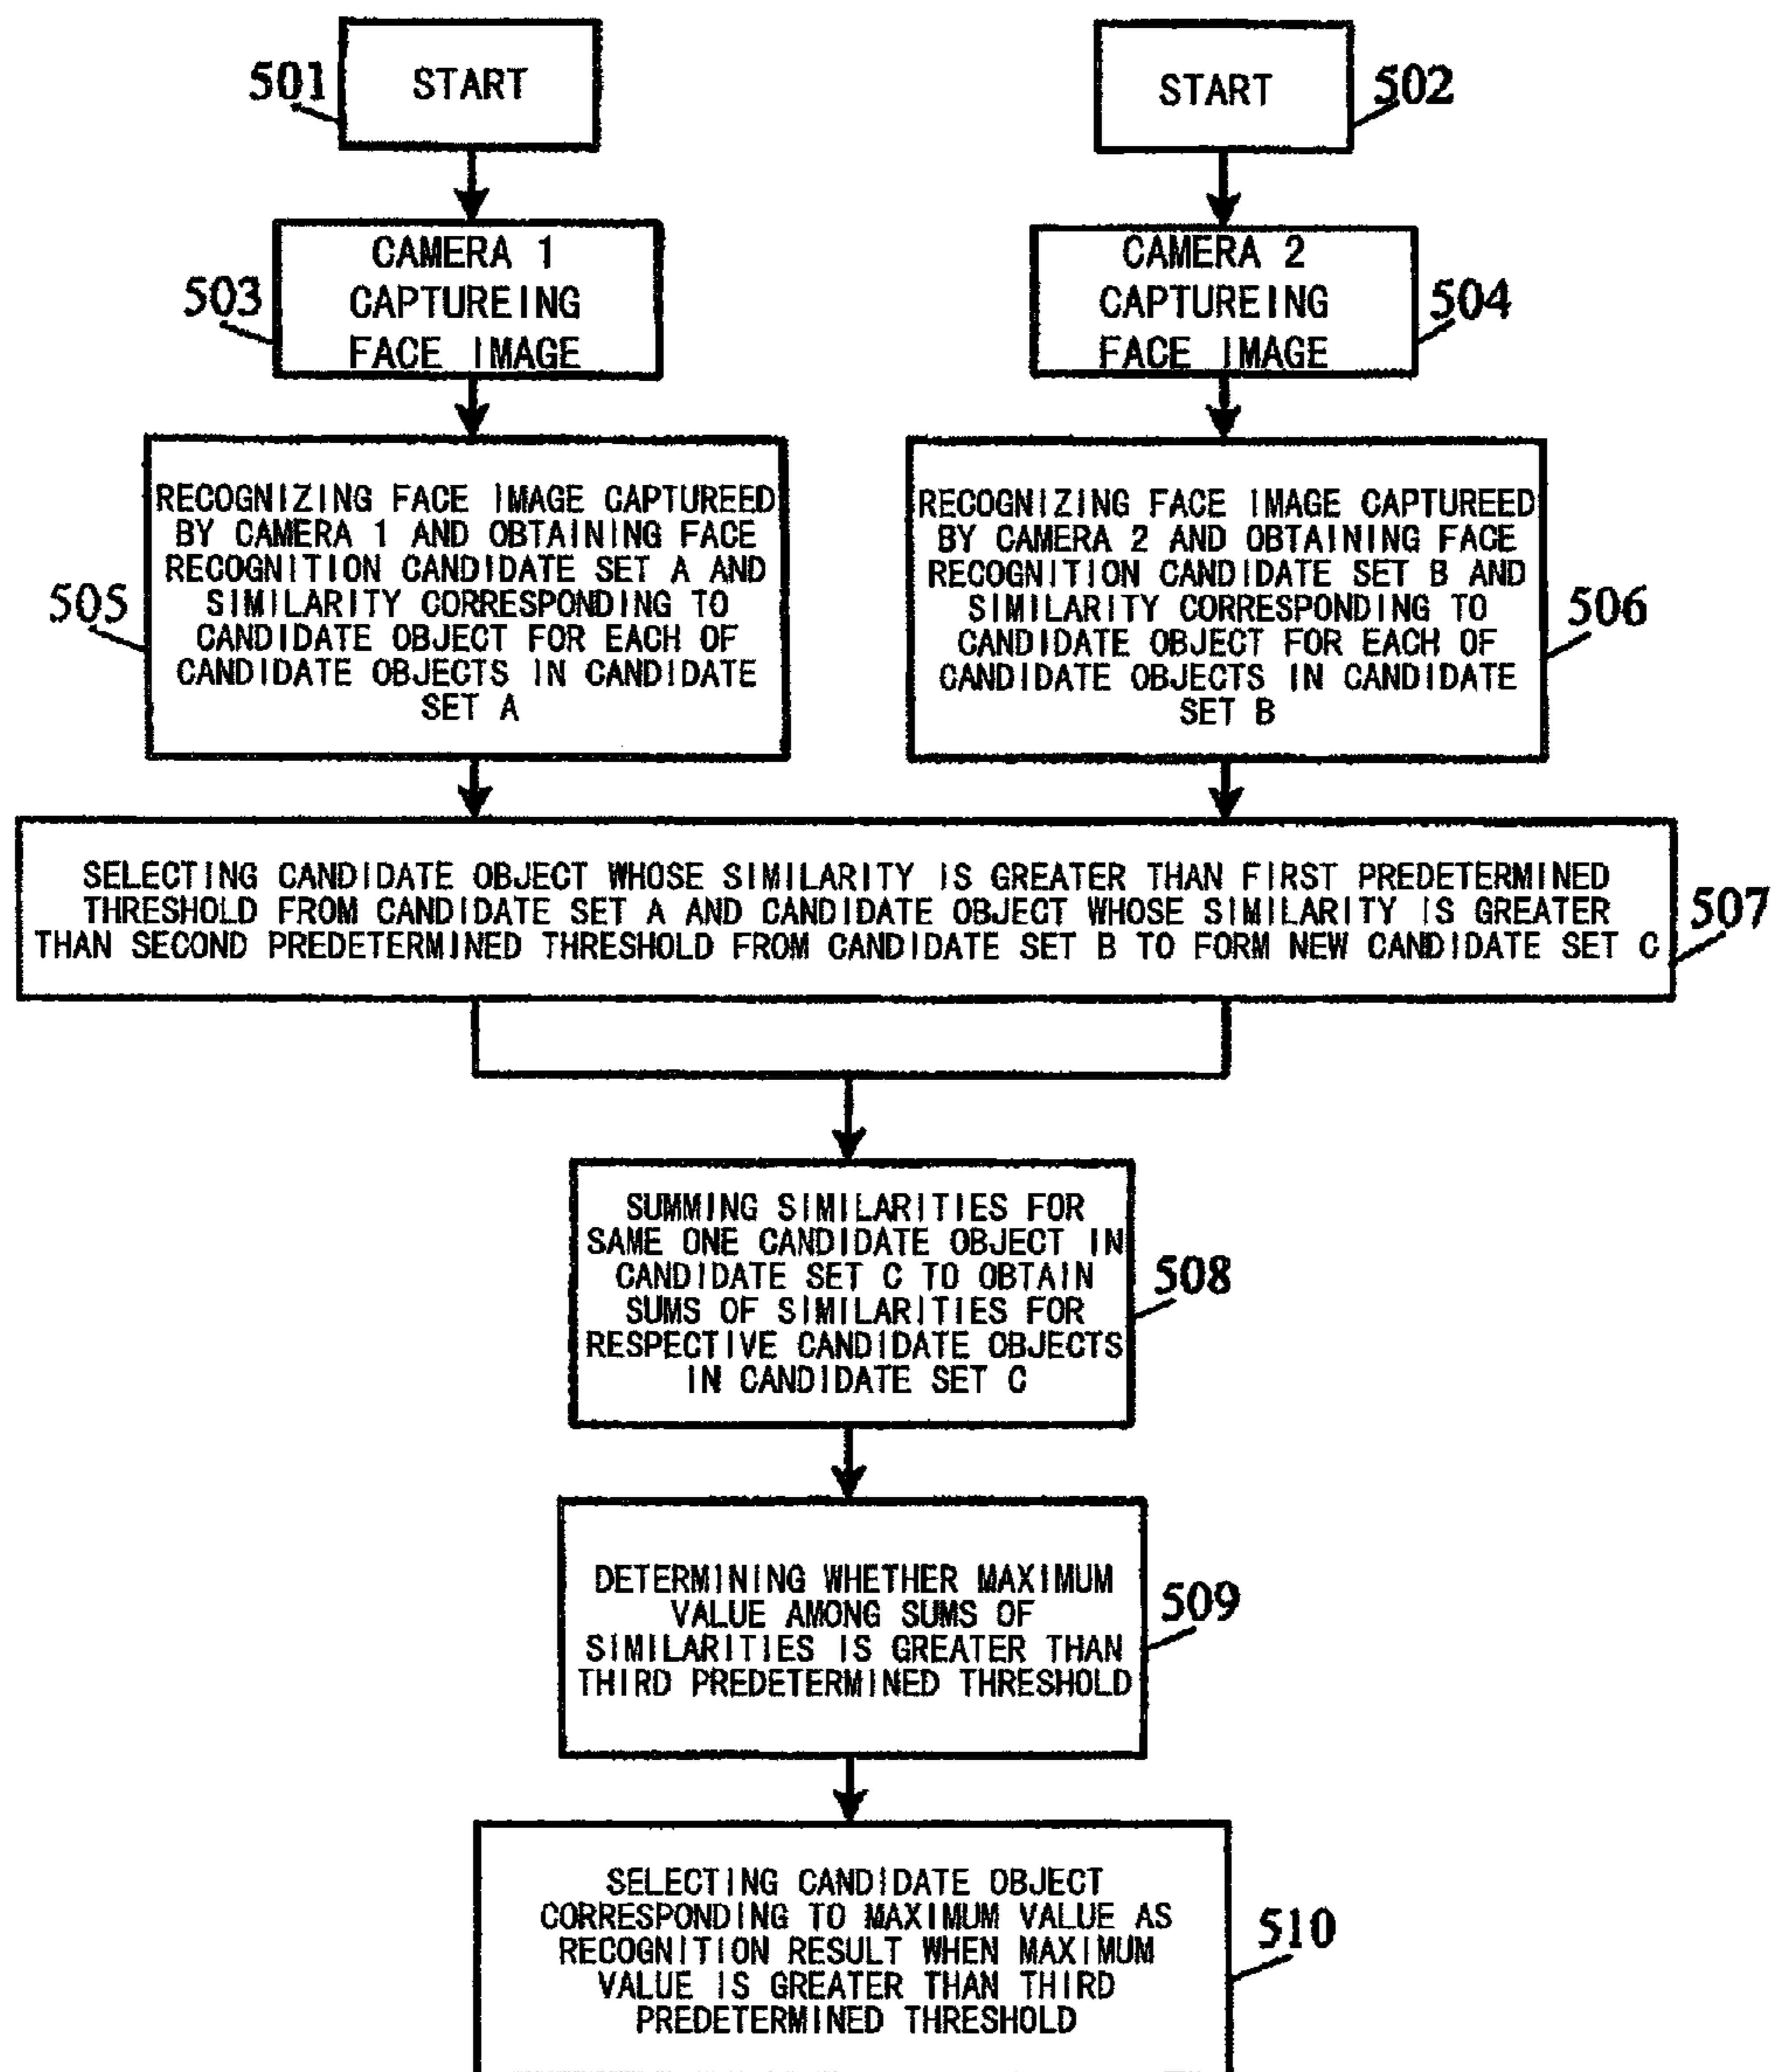 501
START
START
502
503
CAMERA 1
CAPTUREING
FACE IMAGE
CAMERA 2
CAPTUREING
FACE IMAGE
504
505
RECOGNIZING FACE IMAGE CAPTUREED
BY CAMERA 1 AND OBTAINING FACE
RECOGNITION CANDIDATE SET A AND
SIMILARITY CORRESPONDING TO
CANDIDATE OBJECT FOR EACH OF
CANDIDATE OBJECTS IN CANDIDATE
SET A
RECOGNIZING FACE IMAGE CAPTUREED
BY CAMERA 2 AND OBTAINING FACE
RECOGNITION CANDIDATE SET B AND
SIMILARITY CORRESPONDING TO
CANDIDATE OBJECT FOR EACH OF
CANDIDATE OBJECTS IN CANDIDATE
SET B
506
SELECTING CANDIDATE OBJECT WHOSE SIMILARITY IS GREATER THAN FIRST PREDETERMINED
THRESHOLD FROM CANDIDATE SET A AND CANDIDATE OBJECT WHOSE SIMILARITY IS GREATER
THAN SECOND PREDETERMINED THRESHOLD FROM CANDIDATE SET B TO FORM NEW CANDIDATE SET C
507
SUMMING SIMILARITIES FOR
SAME ONE CANDIDATE OBJECT IN
CANDIDATE SET C TO OBTAIN
SUMS OF SIMILARITIES FOR
RESPECTIVE CANDIDATE OBJECTS
IN CANDIDATE SET C
508
DETERMINING WHETHER MAXIMUM
VALUE AMONG SUMS OF
SIMILARITIES IS GREATER THAN
THIRD PREDETERMINED THRESHOLD
509
SELECTING CANDIDATE OBJECT
CORRESPONDING TO MAXIMUM VALUE AS
RECOGNITION RESULT WHEN MAXIMUM
VALUE IS GREATER THAN THIRD
PREDETERMINED THRESHOLD
510